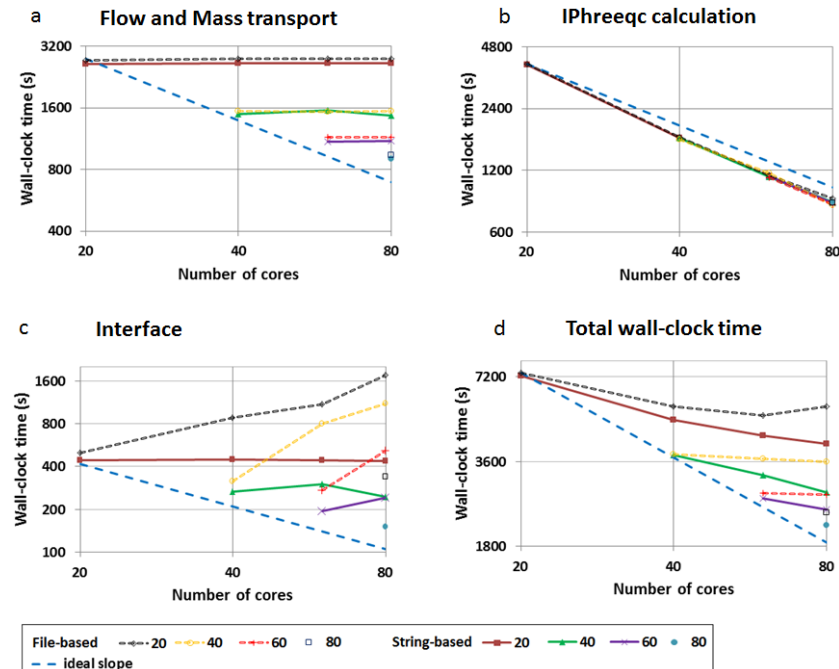 a Flow and Mass transport
3200
1600
800
400
20 40 80
Wall-clock time (s)
Number of cores
b IPhreeqc calculation
4800
2400
1200
600
20 40 80
Wall-clock time (s)
Number of cores
c Interface
1600
800
400
200
100
20 40 80
Wall-clock time (s)
Number of cores
d Total wall-clock time
7200
3600
1800
20 40 80
Wall-clock time (s)
Number of cores
File-based 20 40 60 80 String-based 20 40 60 80
ideal slope